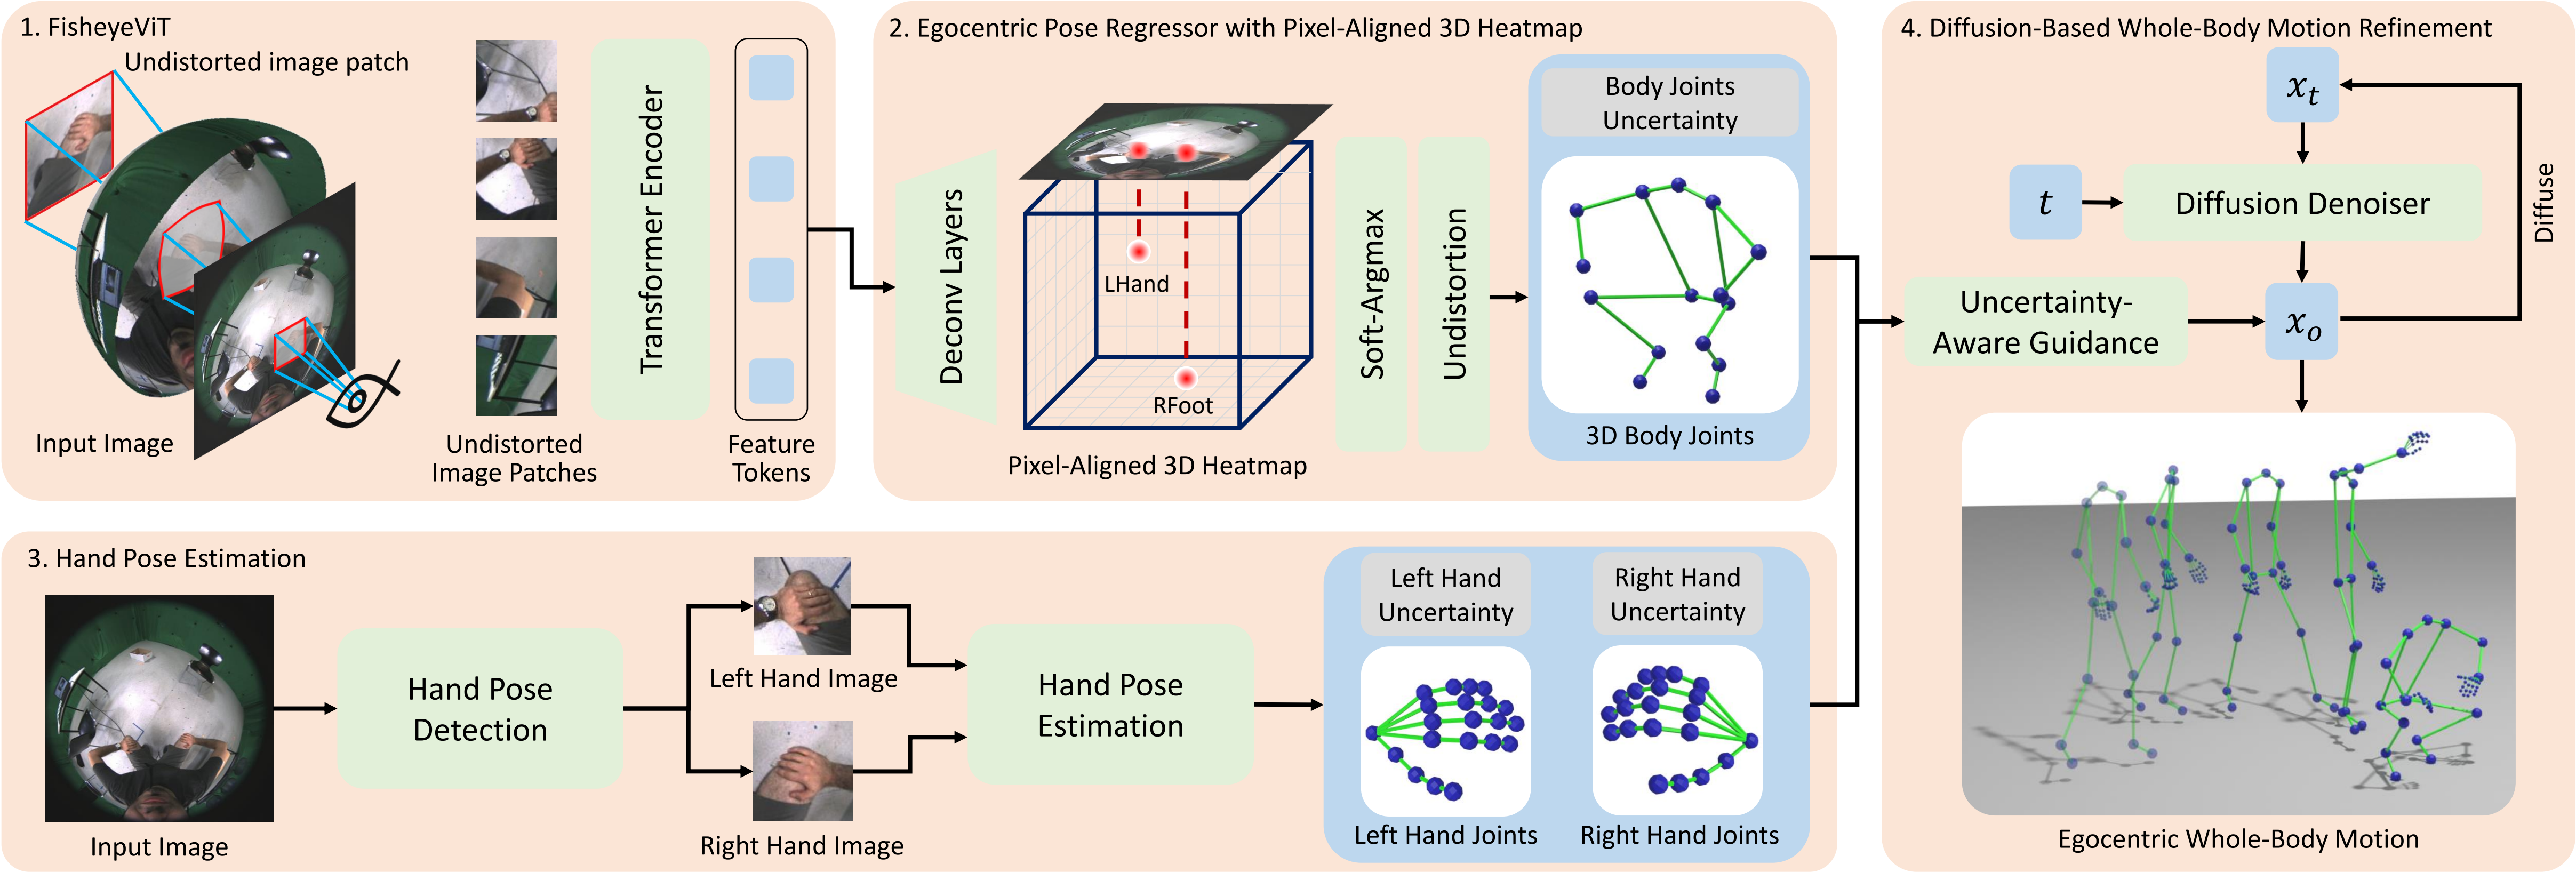 1. FisheyeViT
Undistorted image patch
Input Image
Undistorted
Image Patches
Transformer Encoder
Feature
Tokens
2. Egocentric Pose Regressor with Pixel-Aligned 3D Heatmap
Deconv Layers
LHand
RFoot
Pixel-Aligned 3D Heatmap
Soft-Argmax
Undistortion
Body Joints
Uncertainty
3D Body Joints
3. Hand Pose Estimation
Input Image
Hand Pose
Detection
Left Hand Image
Right Hand Image
Hand Pose
Estimation
Left Hand
Uncertainty
Left Hand Joints
Right Hand
Uncertainty
Right Hand Joints
4. Diffusion-Based Whole-Body Motion Refinement
x_t
t
Diffusion Denoiser
Diffuse
Uncertainty-
Aware Guidance
x_o
Egocentric Whole-Body Motion